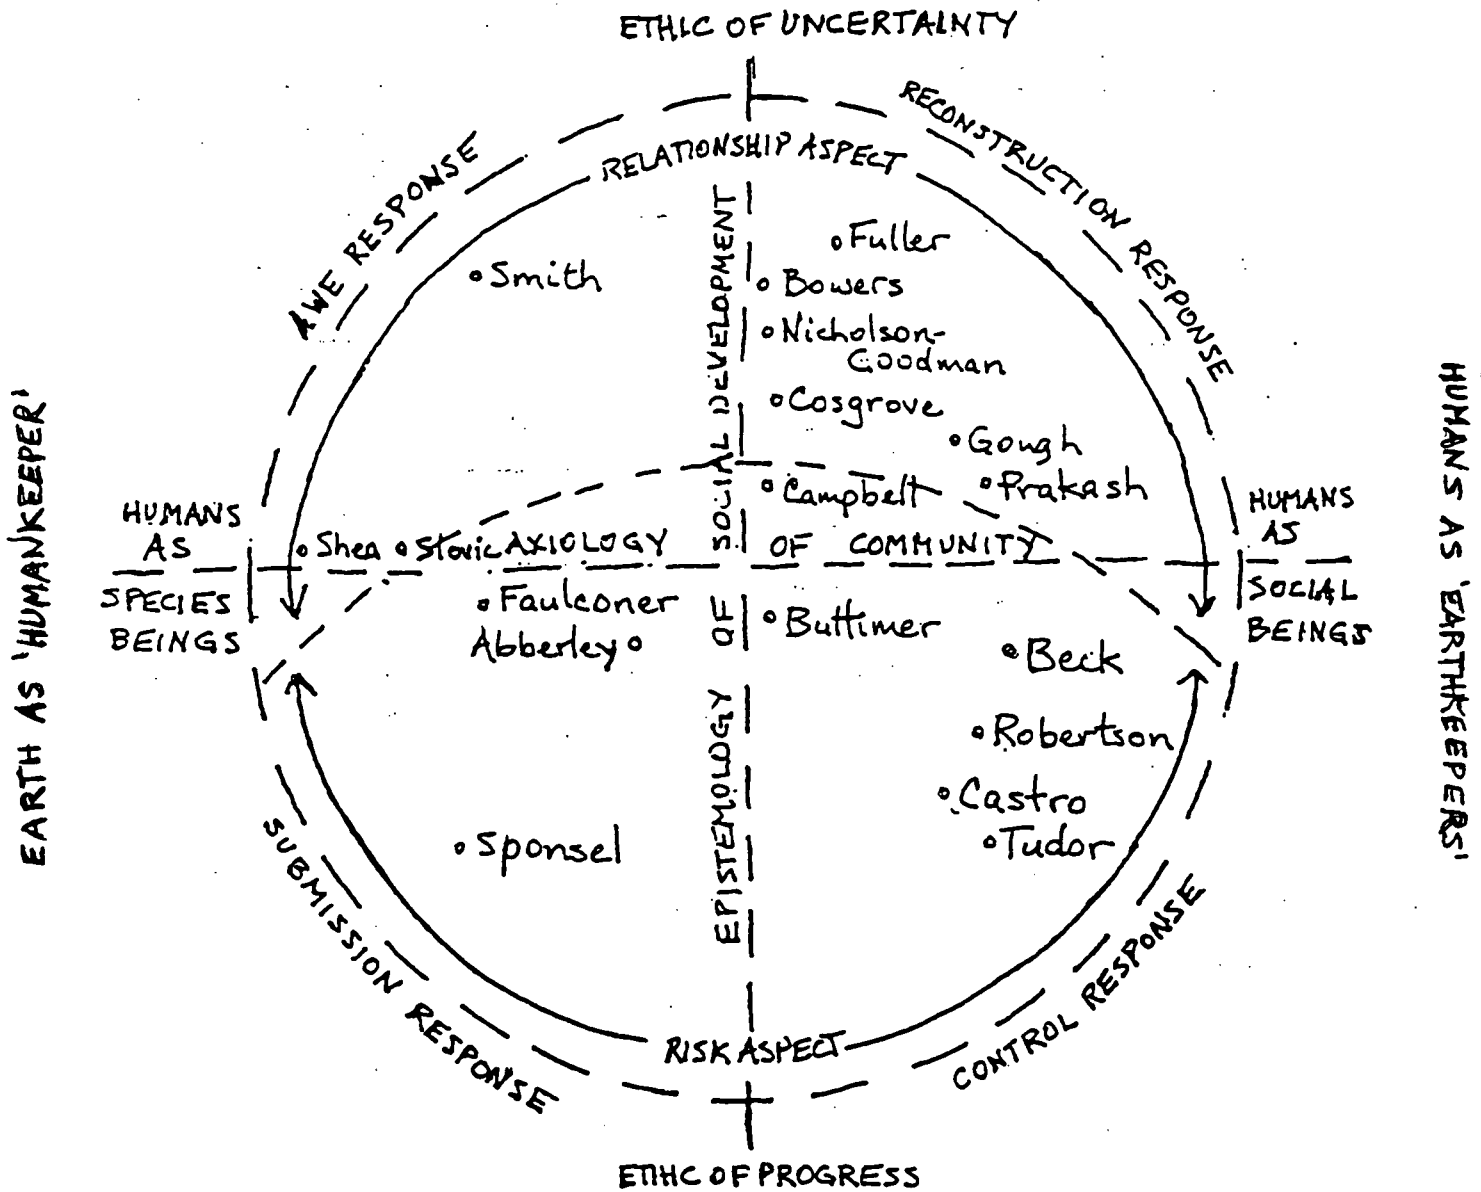 ETHIC OF UNCERTAINTY
RECONSTRUCTION RESPONSE
RELATIONSHIP ASPECT
AWE RESPONSE
Fuller
Smith
Bowers
Nicholson-
Goodman
Cosgrove
Gough
Campbell
Prakash
EPISTEMOLOGY OF SOCIAL DEVELOPMENT
EARTH AS 'HUMANKEEPER'
HUMANS AS 'EARTHKEEPERS'
HUMANS
AS
SPECIES
BEINGS
HUMANS
AS
SOCIAL
BEINGS
Shea
AXIOLOGY OF COMMUNITY
Faulconer
Abberley
Buttimer
Beck
Robertson
Castro
Tudor
Sponsel
SUBMISSION RESPONSE
CONTROL RESPONSE
RISK ASPECT
ETHIC OF PROGRESS